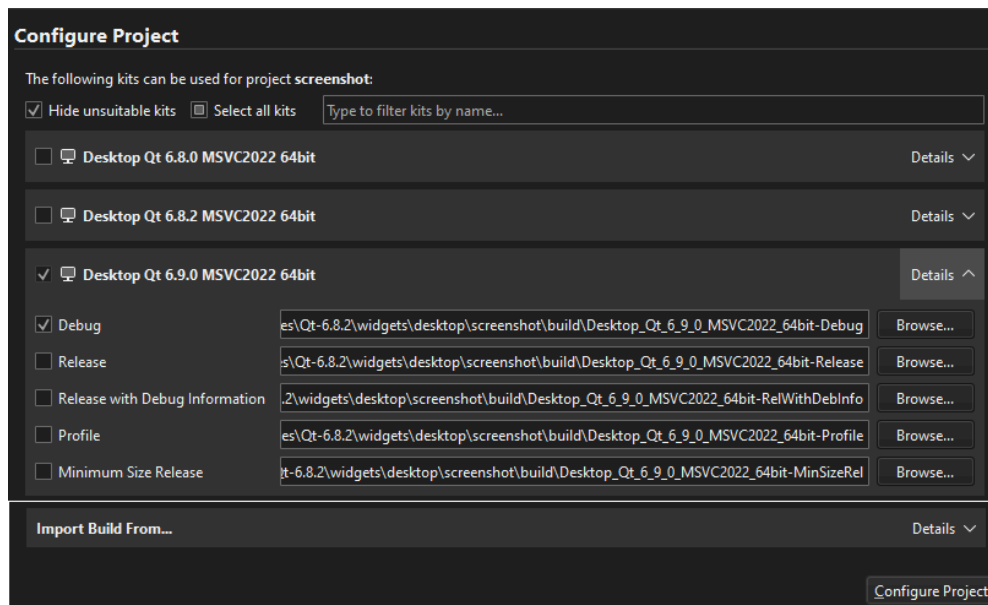 Configure Project
The following kits can be used for project screenshot:
Hide unsuitable kits Select all kits Type to filter kits by name...
Desktop Qt 6.8.0 MSVC2022 64bit Details
Desktop Qt 6.8.2 MSVC2022 64bit Details
Desktop Qt 6.9.0 MSVC2022 64bit Details
Debug es\Qt-6.8.2\widgets\desktop\screenshot\build\Desktop_Qt_6_9_0_MSVC2022_64bit-Debug Browse...
Release s\Qt-6.8.2\widgets\desktop\screenshot\build\Desktop_Qt_6_9_0_MSVC2022_64bit-Release Browse...
Release with Debug Information .2\widgets\desktop\screenshot\build\Desktop_Qt_6_9_0_MSVC2022_64bit-RelWithDebInfo Browse...
Profile es\Qt-6.8.2\widgets\desktop\screenshot\build\Desktop_Qt_6_9_0_MSVC2022_64bit-Profile Browse...
Minimum Size Release t-6.8.2\widgets\desktop\screenshot\build\Desktop_Qt_6_9_0_MSVC2022_64bit-MinSizeRel Browse...
Import Build From... Details
Configure Project